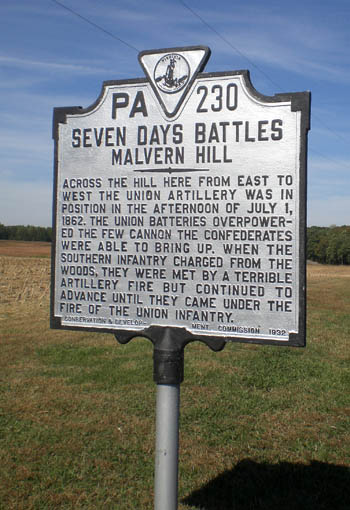 PA 230
SEVEN DAYS BATTLES
MALVERN HILL
ACROSS THE HILL HERE FROM EAST TO
WEST THE UNION ARTILLERY WAS IN
POSITION IN THE AFTERNOON OF JULY 1,
1862. THE UNION BATTERIES OVERPOWER-
ED THE FEW CANNON THE CONFEDERATES
WERE ABLE TO BRING UP. WHEN THE
SOUTHERN INFANTRY CHARGED FROM THE
WOODS, THEY WERE MET BY A TERRIBLE
ARTILLERY FIRE BUT CONTINUED TO
ADVANCE UNTIL THEY CAME UNDER THE
FIRE OF THE UNION INFANTRY.
CONSERVATION & DEVELOPMENT COMMISSION 1932